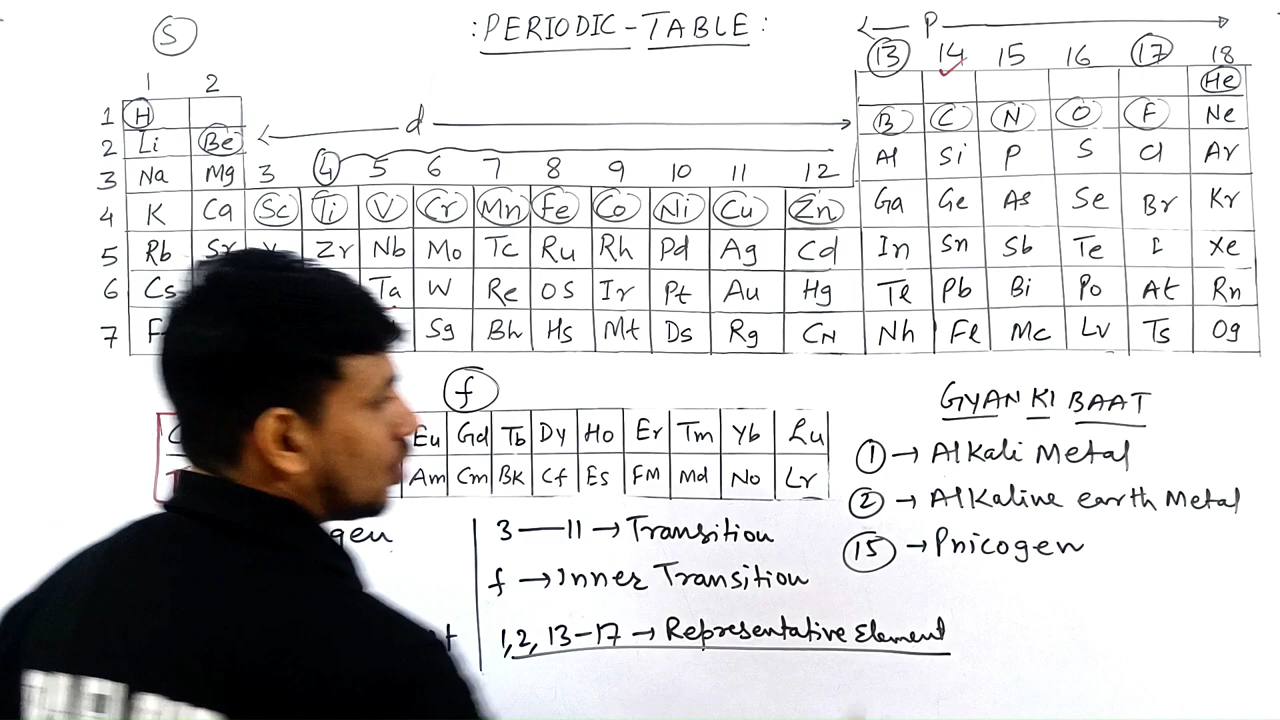 S :PERIODIC-TABLE: P
13 14 15 16 17 18
1 2 He
1 H
d B C N O F Ne
2 Li Be
Al Si P S Cl Ar
3 Na Mg 3 4 5 6 7 8 9 10 11 12
4 K Ca Sc Ti V Cr Mn Fe Co Ni Cu Zn Ga Ge As Se Br Kr
5 Rb Sr Y Zr Nb Mo Tc Ru Rh Pd Ag Cd In Sn Sb Te I Xe
6 Cs Ta W Re OS Ir Pt Au Hg Tl Pb Bi Po At Rn
7 Sg Bh Hs Mt Ds Rg CN Nh Fl Mc Lv Ts Og
f
Eu Gd Tb Dy Ho Er Tm Yb Lu
Am Cm BK Cf Es FM Md No Lr
3—11→Transition
f→Inner Transition
1,2, 13-17→Representative Element
GYAN KI BAAT
1→Alkali Metal
2→Alkaline earth Metal
15→Pnicogen